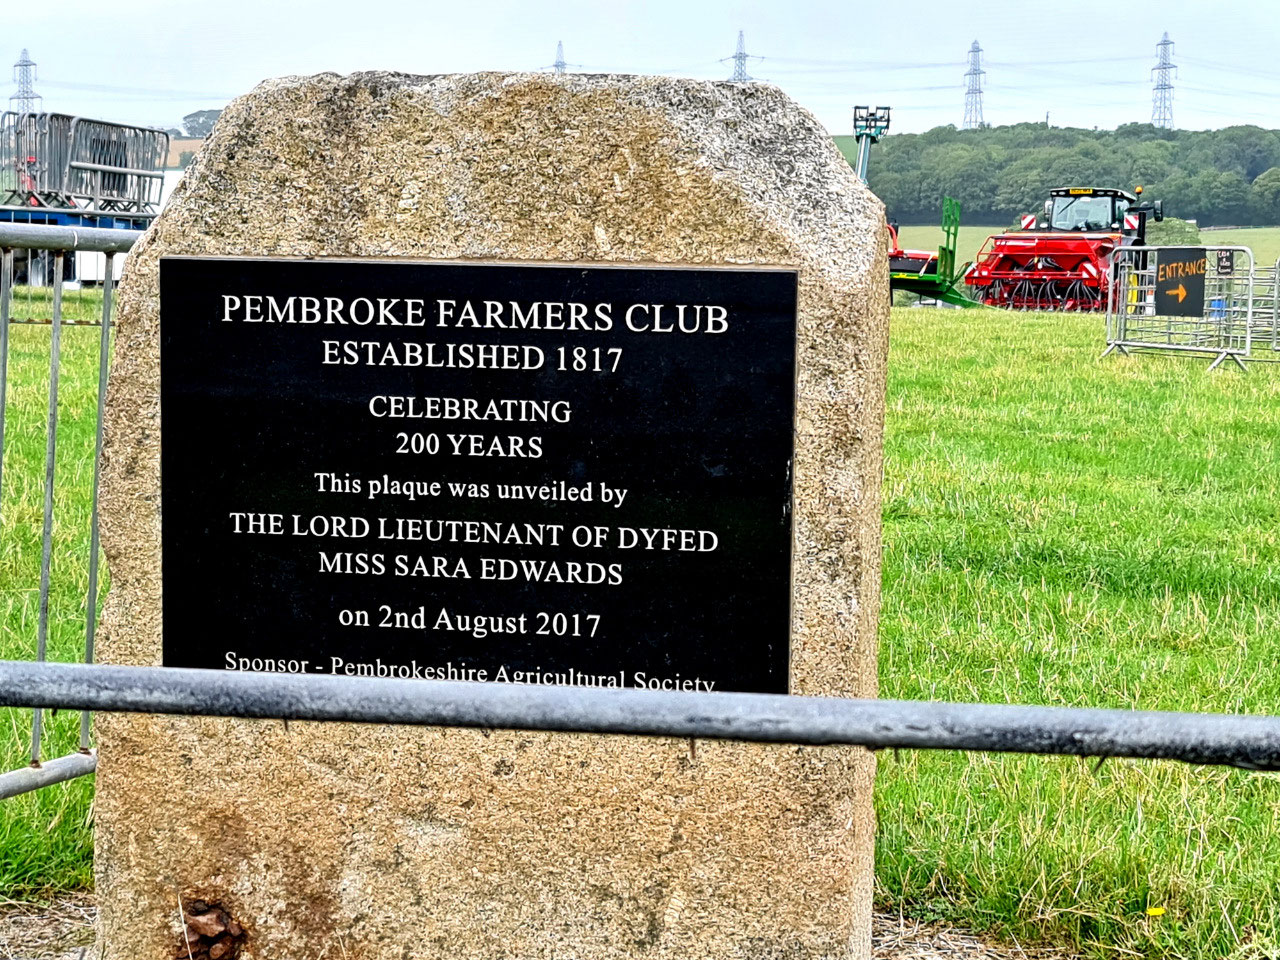 PEMBROKE FARMERS CLUB
ESTABLISHED 1817
CELEBRATING
200 YEARS
This plaque was unveiled by
THE LORD LIEUTENANT OF DYFED
MISS SARA EDWARDS
on 2nd August 2017
Sponsor - Pembrokeshire Agricultural Society.
ENTRANCE